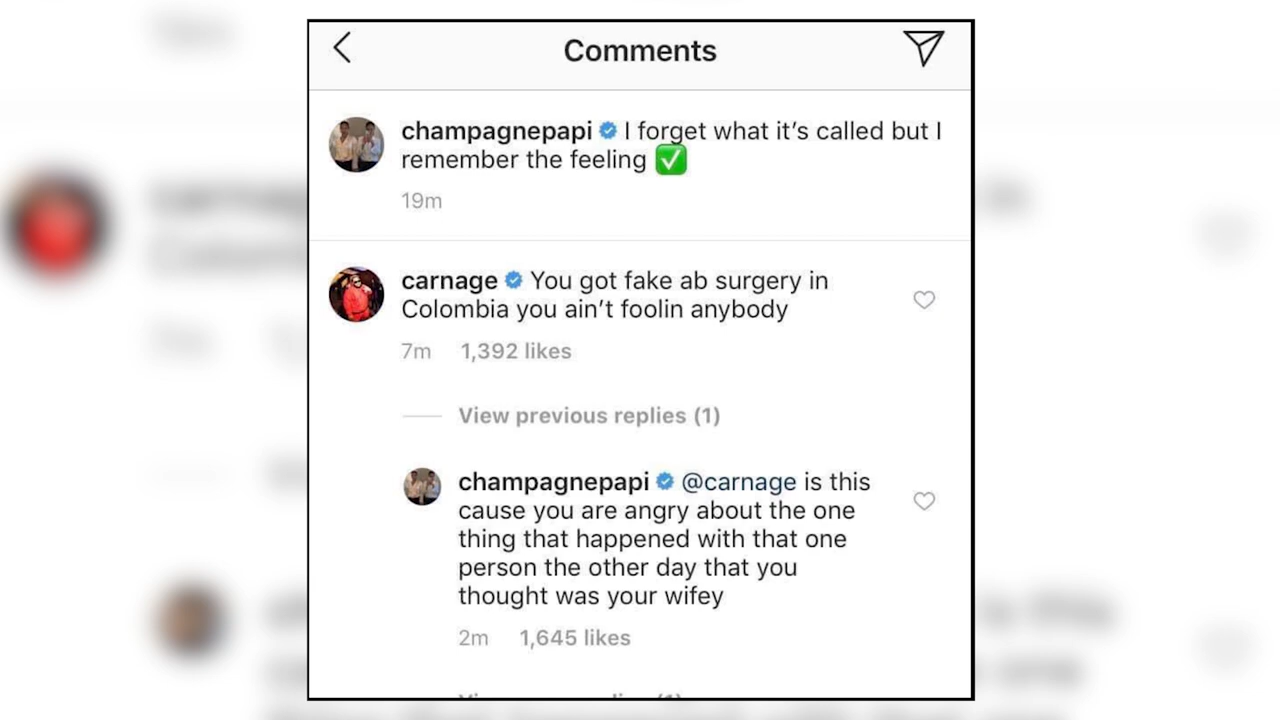 Comments
champagnepapi I forget what it's called but I
remember the feeling ✅
19m
carnage You got fake ab surgery in
Colombia you ain't foolin anybody
7m 1,392 likes
View previous replies (1)
champagnepapi @carnage is this
cause you are angry about the one
thing that happened with that one
person the other day that you
thought was your wifey
2m 1,645 likes